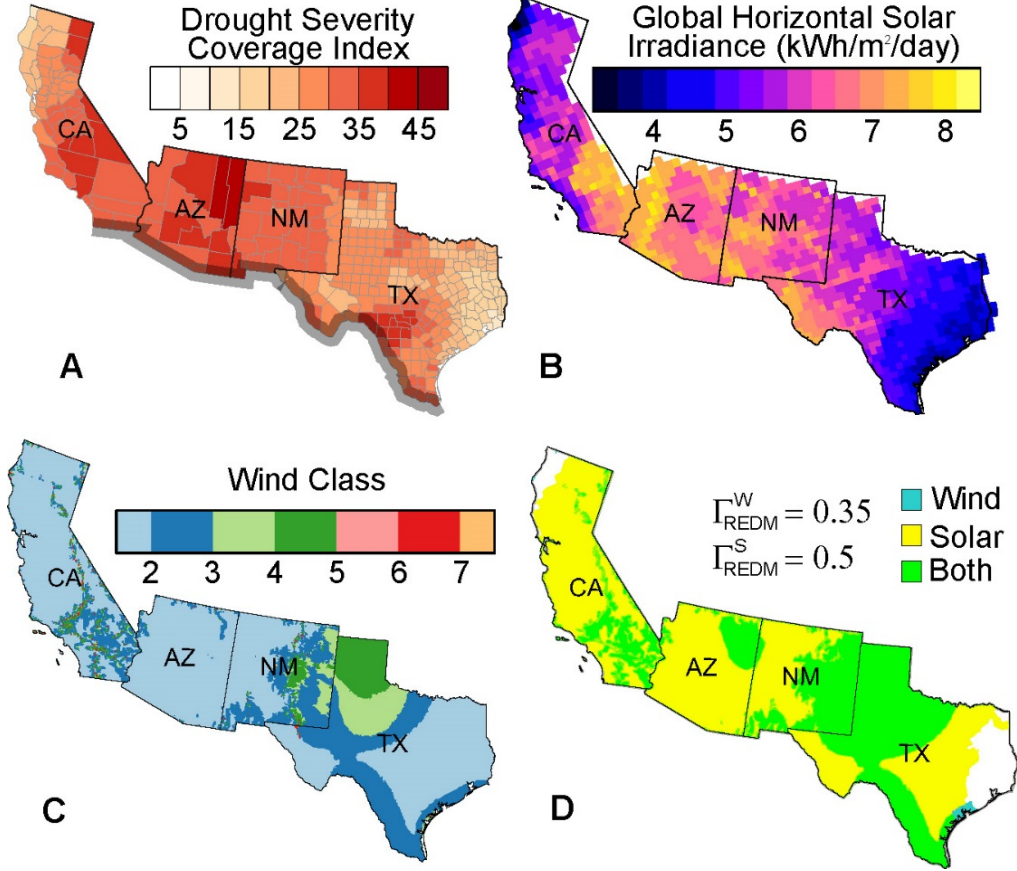 Drought Severity
Coverage Index
5 15 25 35 45
CA
AZ
NM
TX
A
Global Horizontal Solar
Irradiance (kWh/m²/day)
4 5 6 7 8
CA
AZ
NM
TX
B
Wind Class
2 3 4 5 6 7
CA
AZ
NM
TX
C
Γ^W_REDM = 0.35
Γ^S_REDM = 0.5
Wind
Solar
Both
CA
AZ
NM
TX
D